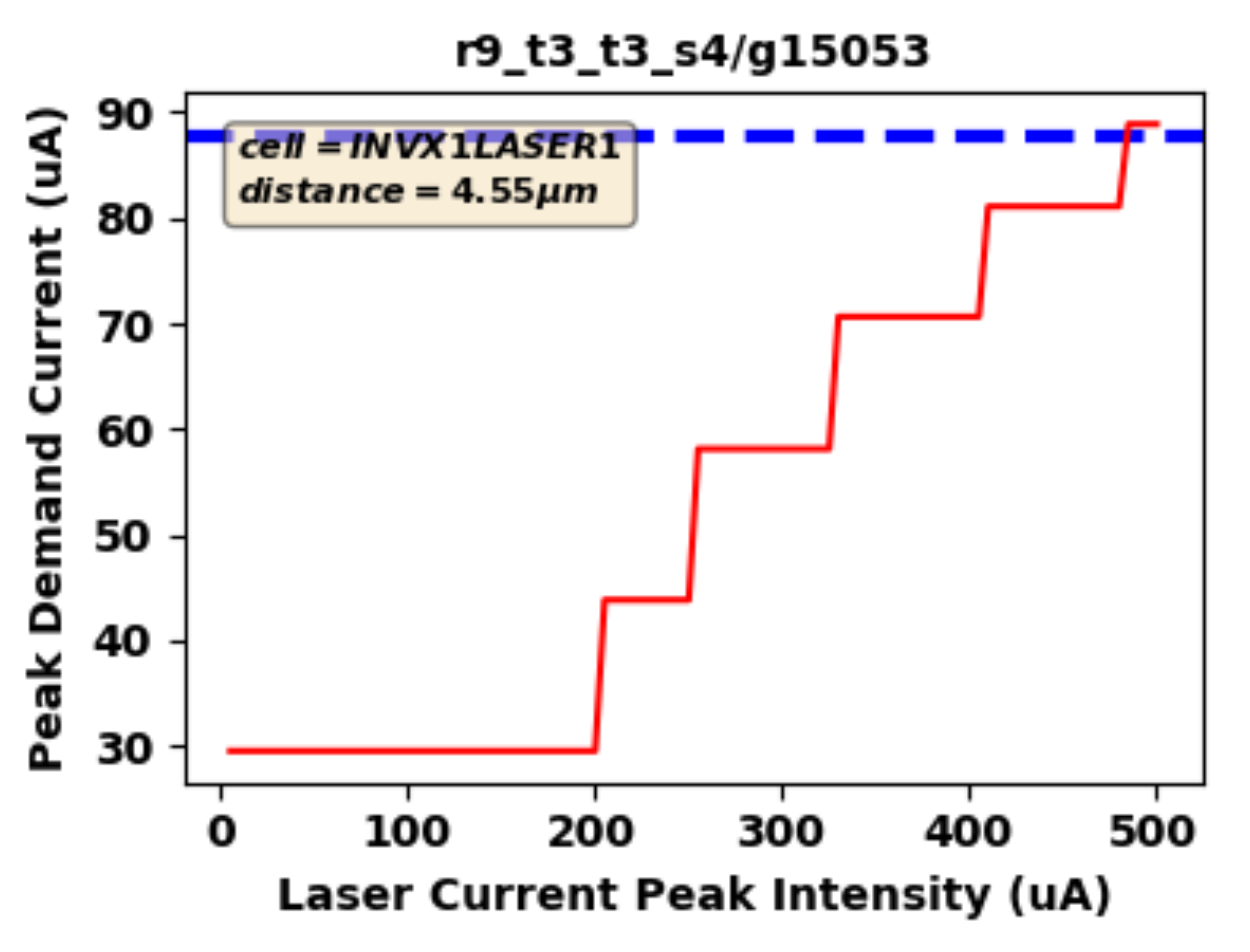 r9_t3_t3_s4/g15053
90
80
70
60
50
40
30
Peak Demand Current (uA)
cell = INVX1LASER1
distance = 4.55μm
0 100 200 300 400 500
Laser Current Peak Intensity (uA)